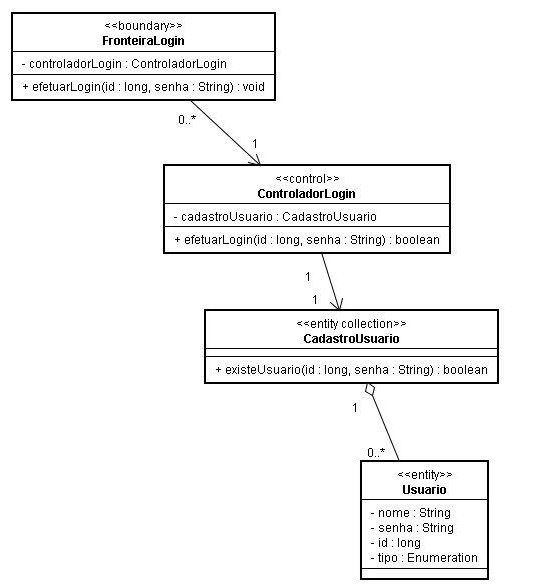 <<boundary>>
FronteiraLogin
- controladorLogin : ControladorLogin
+ efetuarLogin(id : long, senha : String) : void
0..*
1
<<control>>
ControladorLogin
- cadastroUsuario : CadastroUsuario
+ efetuarLogin(id : long, senha : String) : boolean
1
1
<<entity collection>>
CadastroUsuario
+ existeUsuario(id : long, senha : String) : boolean
1
0..*
<<entity>>
Usuario
- nome : String
- senha : String
- id : long
- tipo : Enumeration